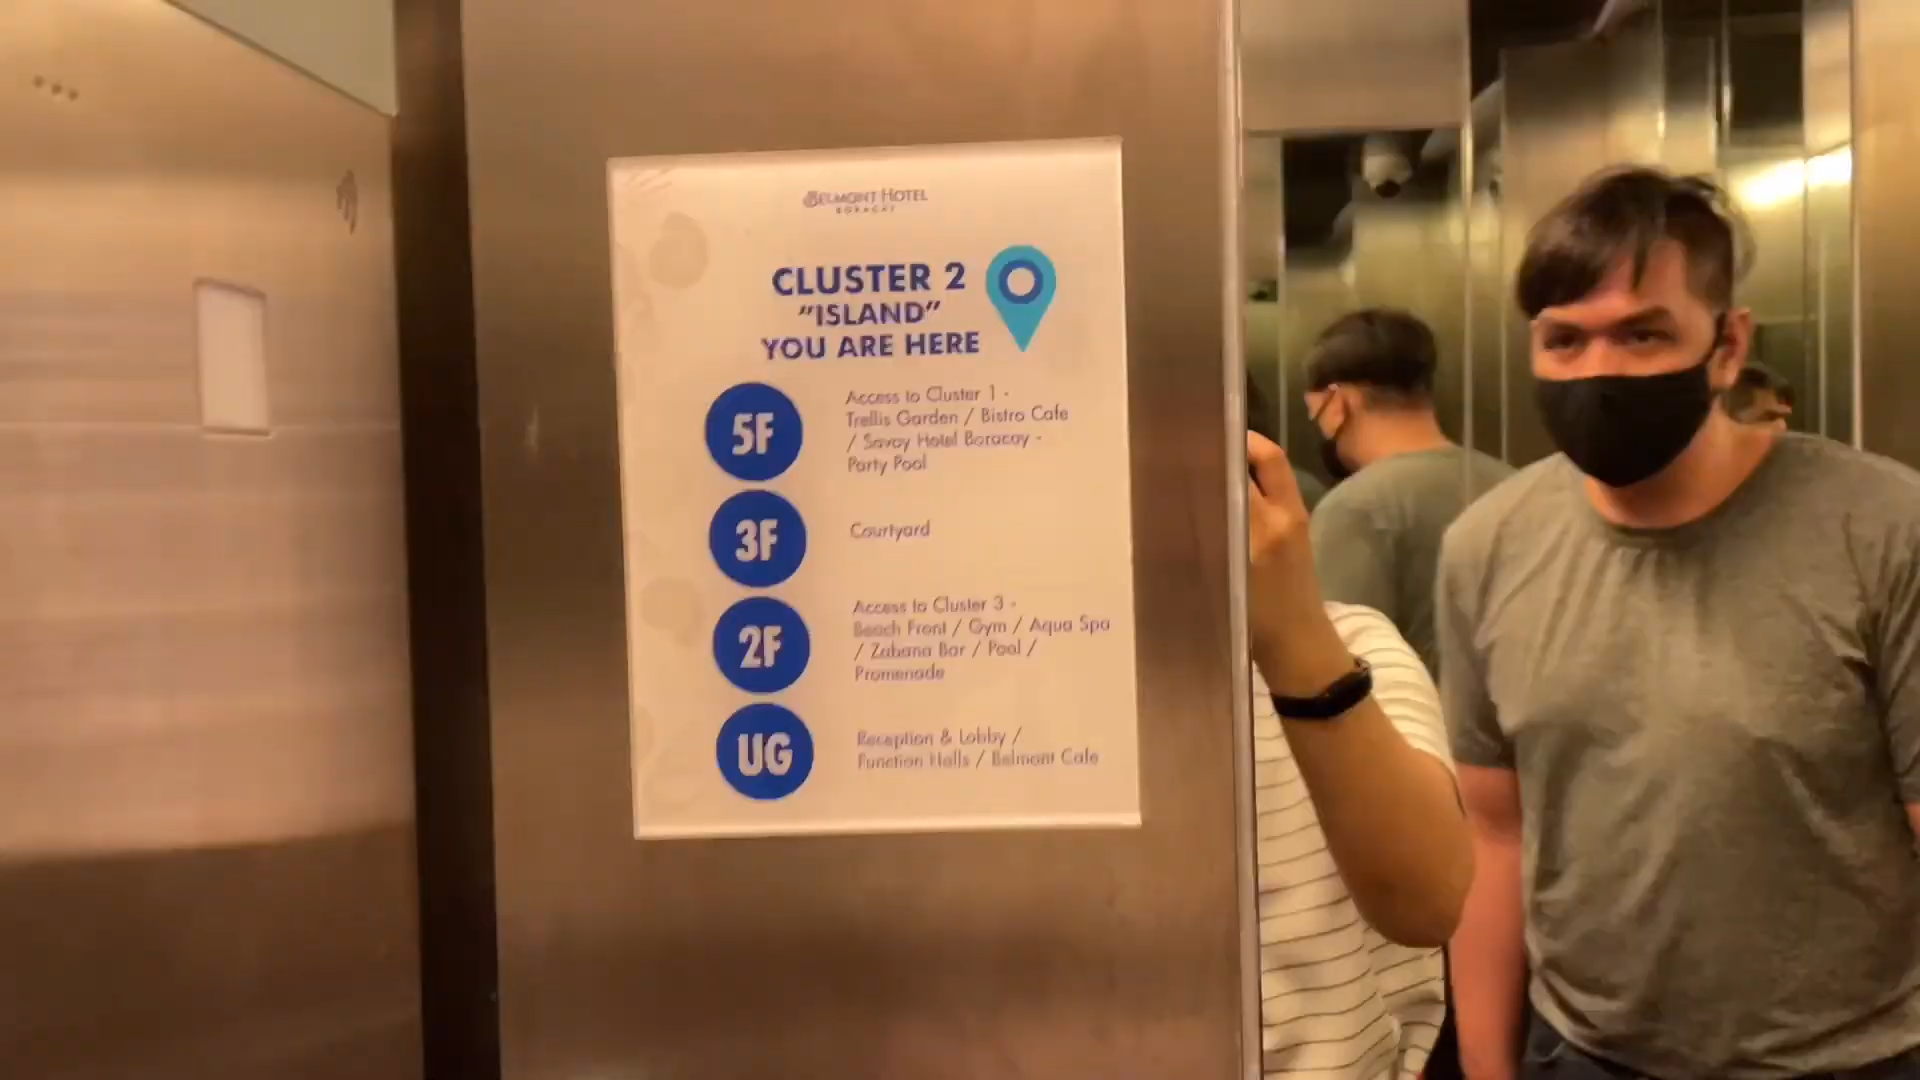 BELMONT HOTEL
BORACAY
CLUSTER 2
"ISLAND"
YOU ARE HERE
5F
Access to Cluster 1 -
Trellis Garden / Bistro Cafe
/ Savoy Hotel Boracay -
Party Pool
3F
Courtyard
2F
Access to Cluster 3 -
Beach Front / Gym / Aqua Spa
/ Zabana Bar / Pool /
Promenade
UG
Reception & Lobby /
Function Halls / Belmont Cafe